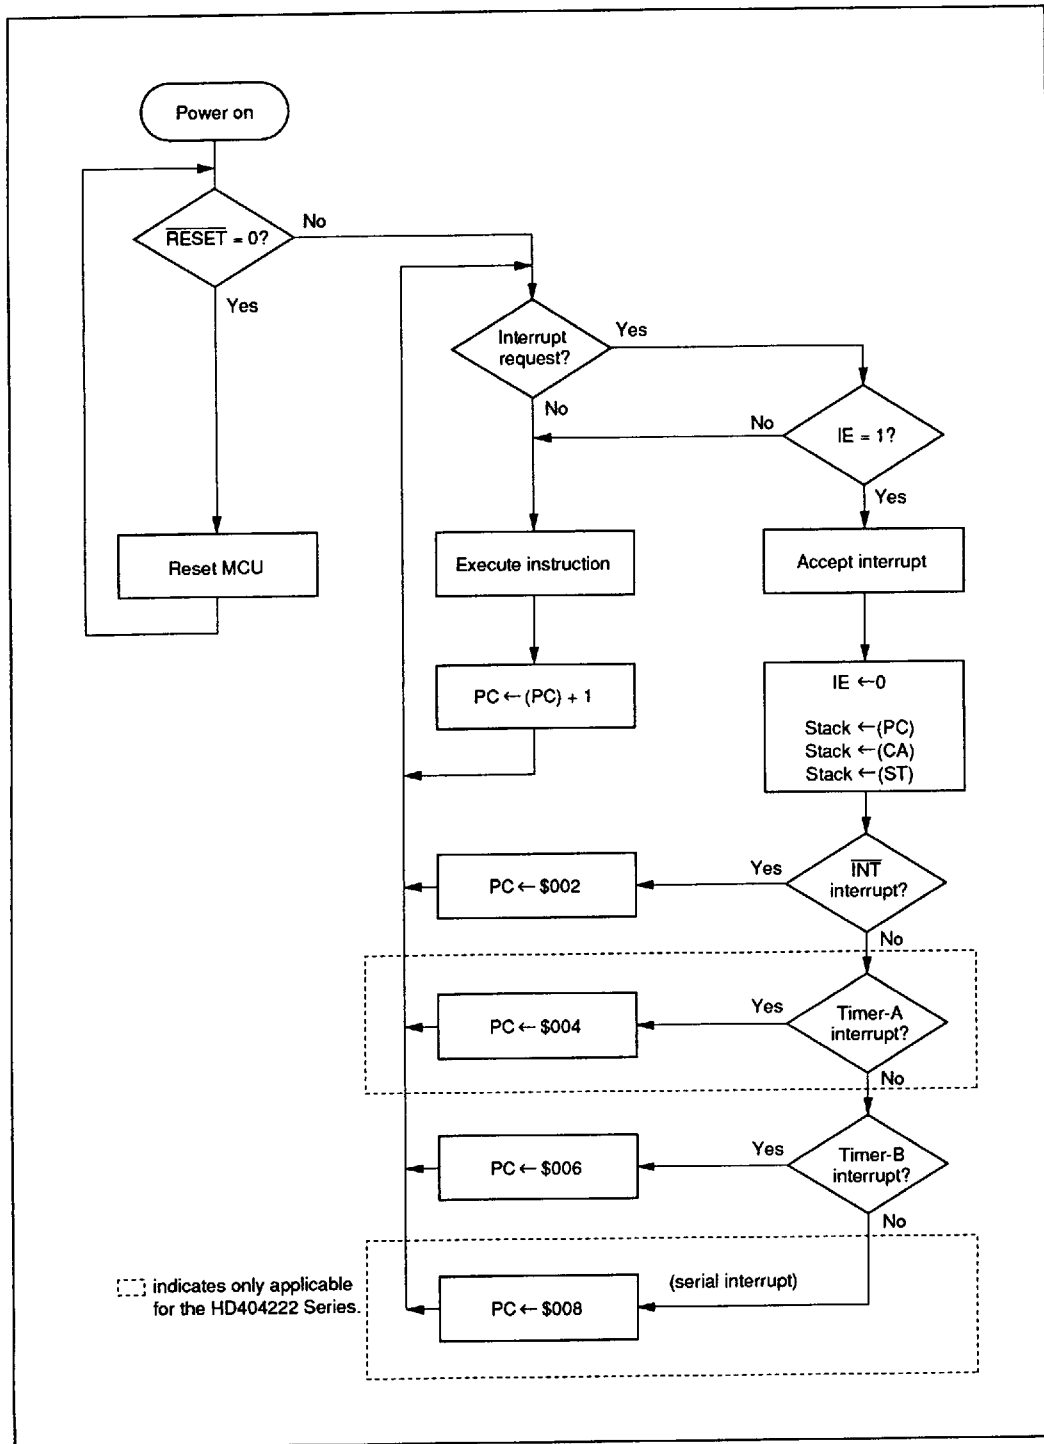 Power on
RESET = 0?
No
Yes
Interrupt
request?
Yes
No
No
IE = 1?
Yes
Reset MCU
Execute instruction
Accept interrupt
PC ← (PC) + 1
IE ←0
Stack ←(PC)
Stack ←(CA)
Stack ←(ST)
PC ← $002
Yes
INT
interrupt?
No
PC ← $004
Yes
Timer-A
interrupt?
No
PC ← $006
Yes
Timer-B
interrupt?
No
(serial interrupt)
PC ← $008
indicates only applicable
for the HD404222 Series.